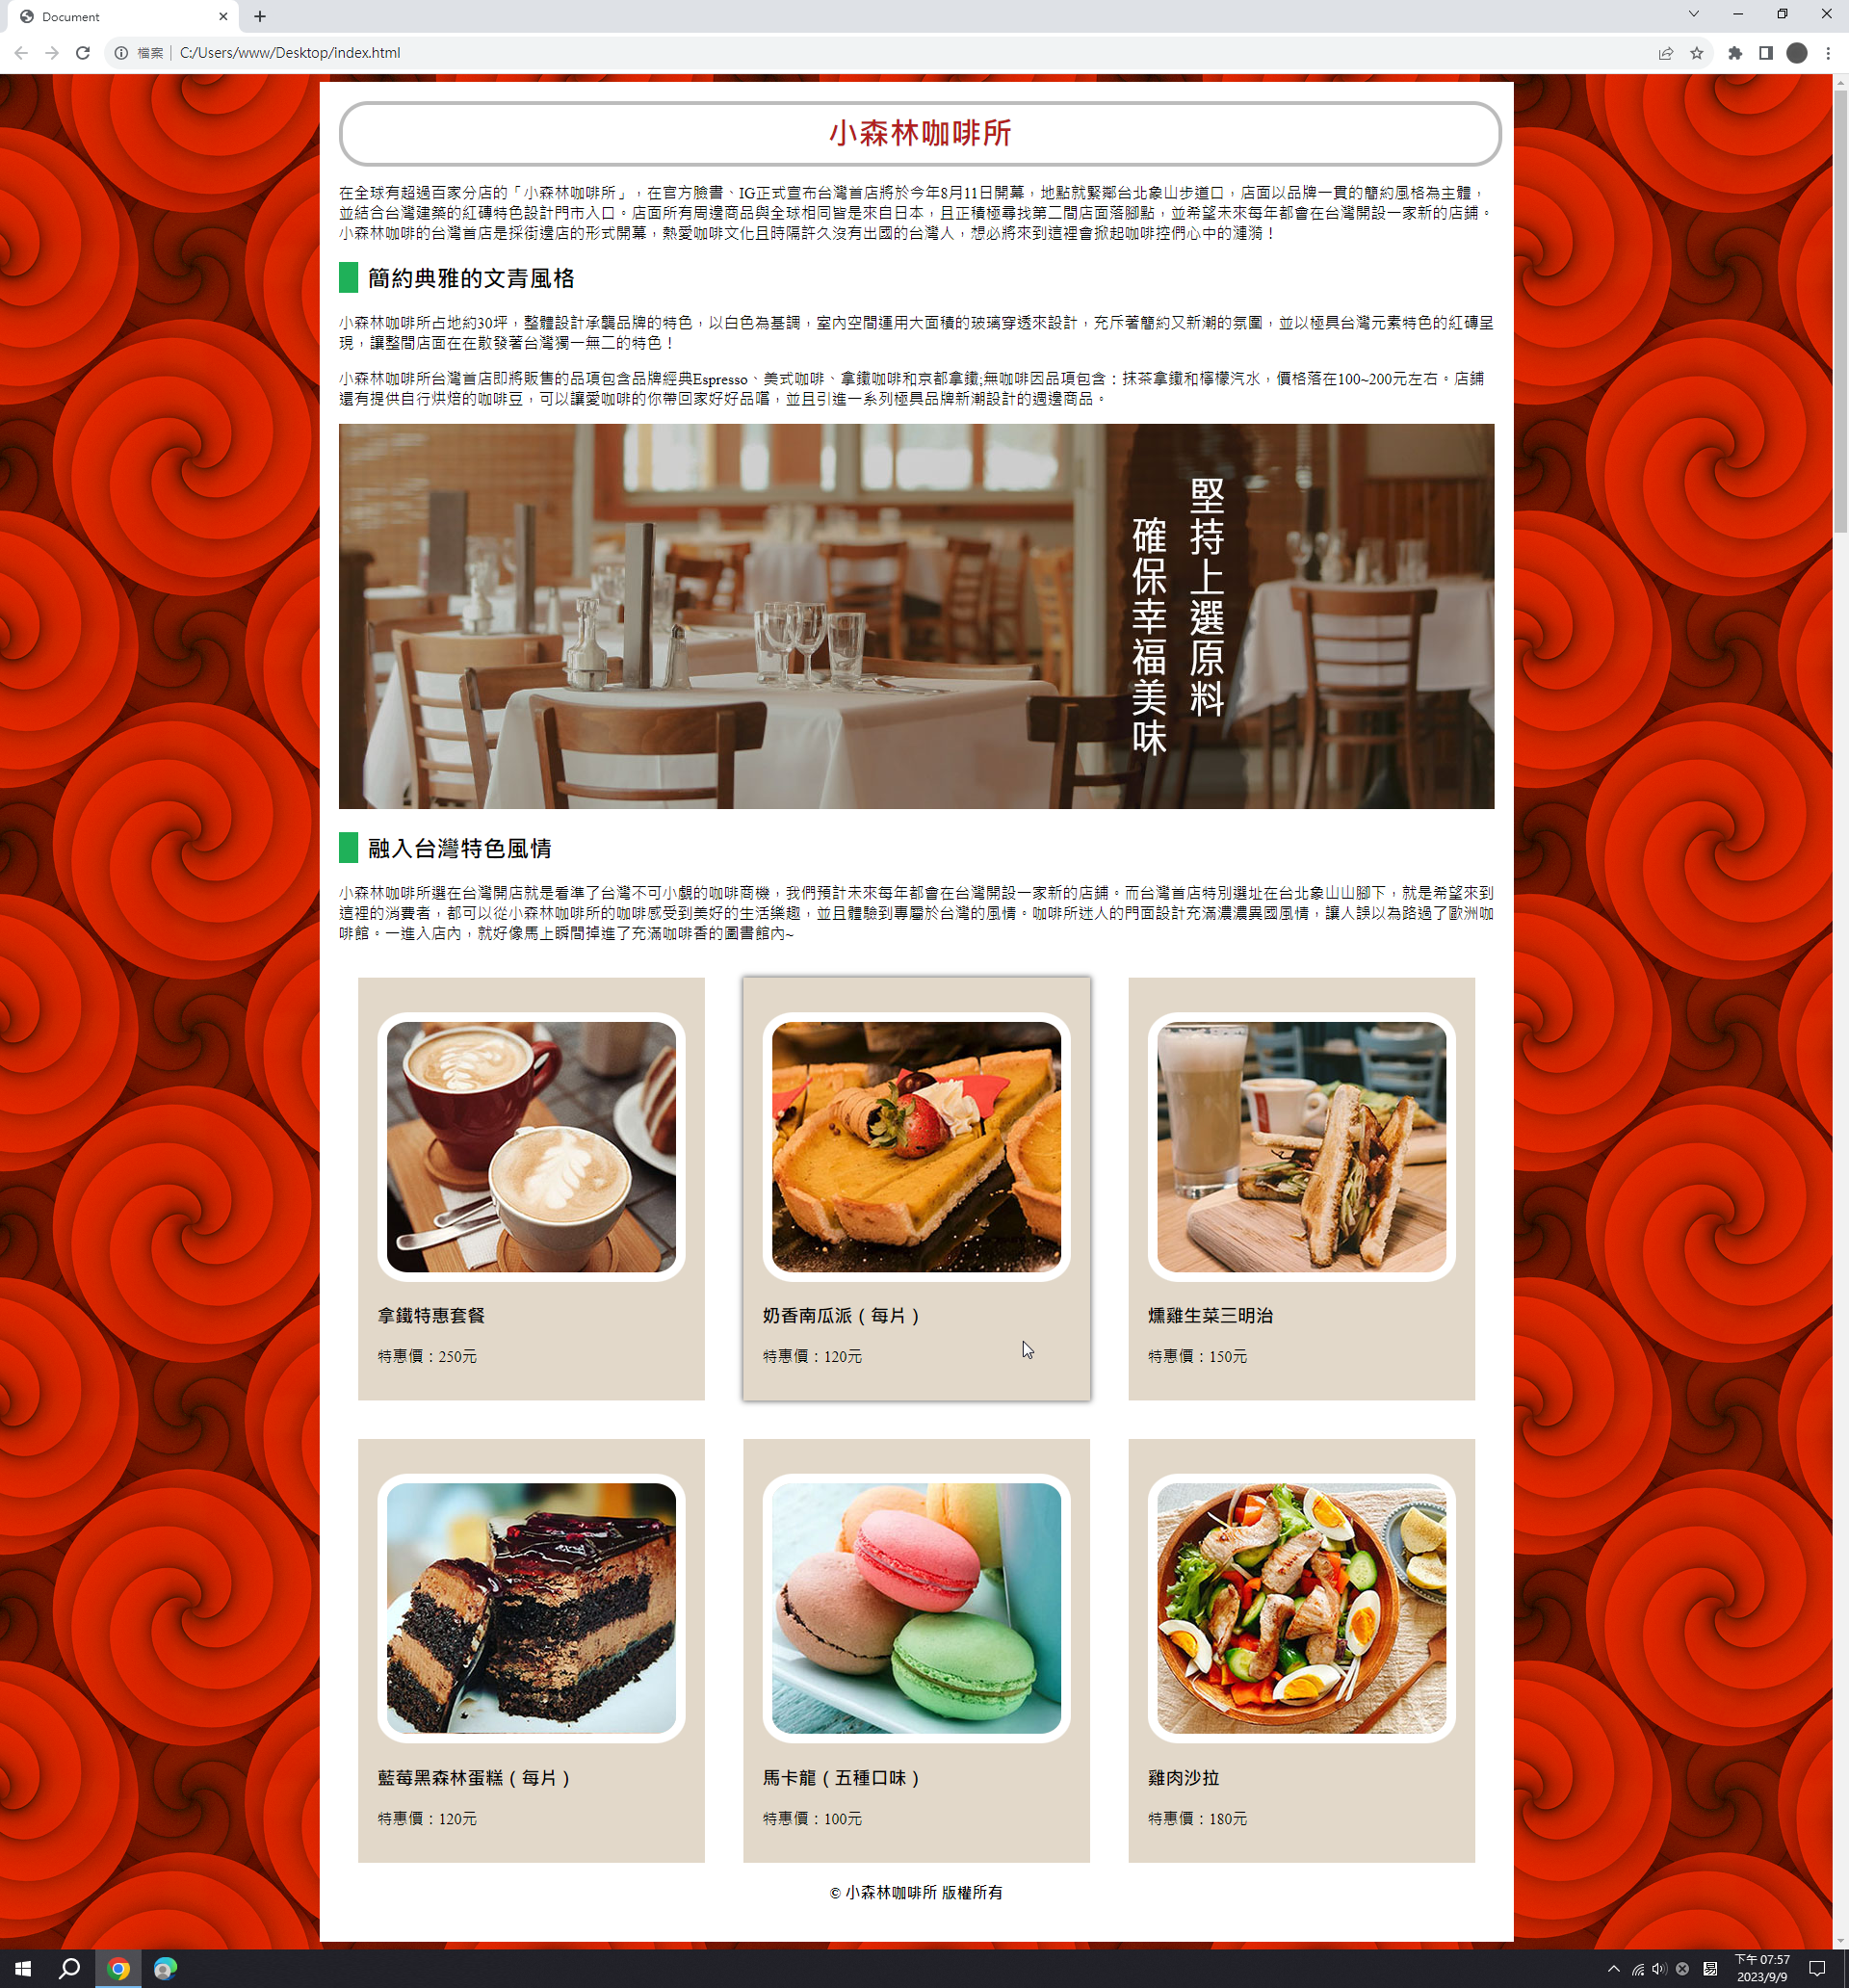 Document
檔案
C:/Users/www/Desktop/index.html
小森林咖啡所
在全球有超過百家分店的「小森林咖啡所」，在官方臉書、IG正式宣布台灣首店將於今年8月11日開幕，地點就緊鄰台北象山步道口，店面以品牌一貫的簡約風格為主體，
並結合台灣建築的紅磚特色設計門市入口。店面所有周邊商品與全球相同皆是來自日本，且正積極尋找第二間店面落腳點，並希望未來每年都會在台灣開設一家新的店鋪。
小森林咖啡的台灣首店是採街邊店的形式開幕，熱愛咖啡文化且時隔許久沒有出國的台灣人，想必將來到這裡會掀起咖啡控們心中的漣漪！
簡約典雅的文青風格
小森林咖啡所占地約30坪，整體設計承襲品牌的特色，以白色為基調，室內空間運用大面積的玻璃穿透來設計，充斥著簡約又新潮的氛圍，並以極具台灣元素特色的紅磚呈
現，讓整間店面在在散發著台灣獨一無二的特色！
小森林咖啡所台灣首店即將販售的品項包含品牌經典Espresso、美式咖啡、拿鐵咖啡和京都拿鐵;無咖啡因品項包含：抹茶拿鐵和檸檬汽水，價格落在100~200元左右。店鋪
還有提供自行烘焙的咖啡豆，可以讓愛咖啡的你帶回家好好品嚐，並且引進一系列極具品牌新潮設計的週邊商品。
堅持上選原料
確保幸福美味
融入台灣特色風情
小森林咖啡所選在台灣開店就是看準了台灣不可小覷的咖啡商機，我們預計未來每年都會在台灣開設一家新的店鋪。而台灣首店特別選址在台北象山山腳下，就是希望來到
這裡的消費者，都可以從小森林咖啡所的咖啡感受到美好的生活樂趣，並且體驗到專屬於台灣的風情。咖啡所迷人的門面設計充滿濃濃異國風情，讓人誤以為路過了歐洲咖
啡館。一進入店內，就好像馬上瞬間掉進了充滿咖啡香的圖書館內~
拿鐵特惠套餐
特惠價：250元
奶香南瓜派（每片）
特惠價：120元
燻雞生菜三明治
特惠價：150元
藍莓黑森林蛋糕（每片）
特惠價：120元
馬卡龍（五種口味）
特惠價：100元
雞肉沙拉
特惠價：180元
© 小森林咖啡所 版權所有
下午 07:57
2023/9/9